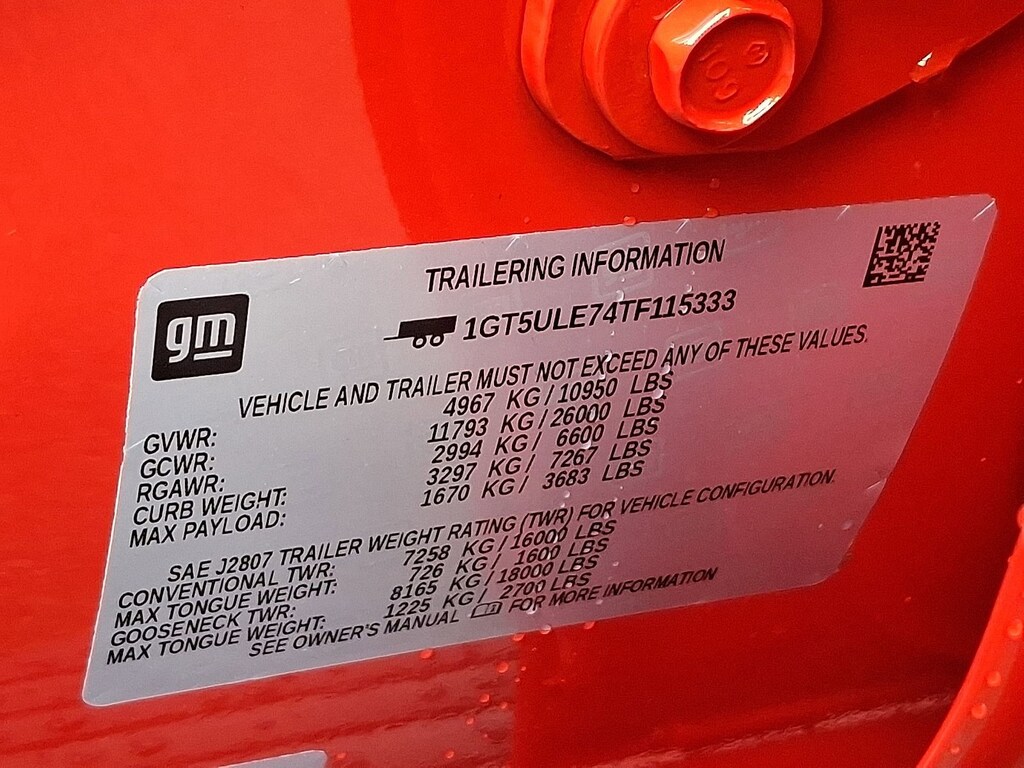 109
TRAILERING INFORMATION
gm
1GT5ULE74TF115333
VEHICLE AND TRAILER MUST NOT EXCEED ANY OF THESE VALUES.
GVWR: 4967 KG / 10950 LBS
GCWR: 11793 KG / 26000 LBS
RGAWR: 2994 KG / 6600 LBS
CURB WEIGHT: 3297 KG / 7267 LBS
MAX PAYLOAD: 1670 KG / 3683 LBS
SAE J2807 TRAILER WEIGHT RATING (TWR) FOR VEHICLE CONFIGURATION.
CONVENTIONAL TWR: 7258 KG / 16000 LBS
MAX TONGUE WEIGHT: 726 KG / 1600 LBS
GOOSENECK TWR: 8165 KG / 18000 LBS
MAX TONGUE WEIGHT: 1225 KG / 2700 LBS
SEE OWNER'S MANUAL FOR MORE INFORMATION